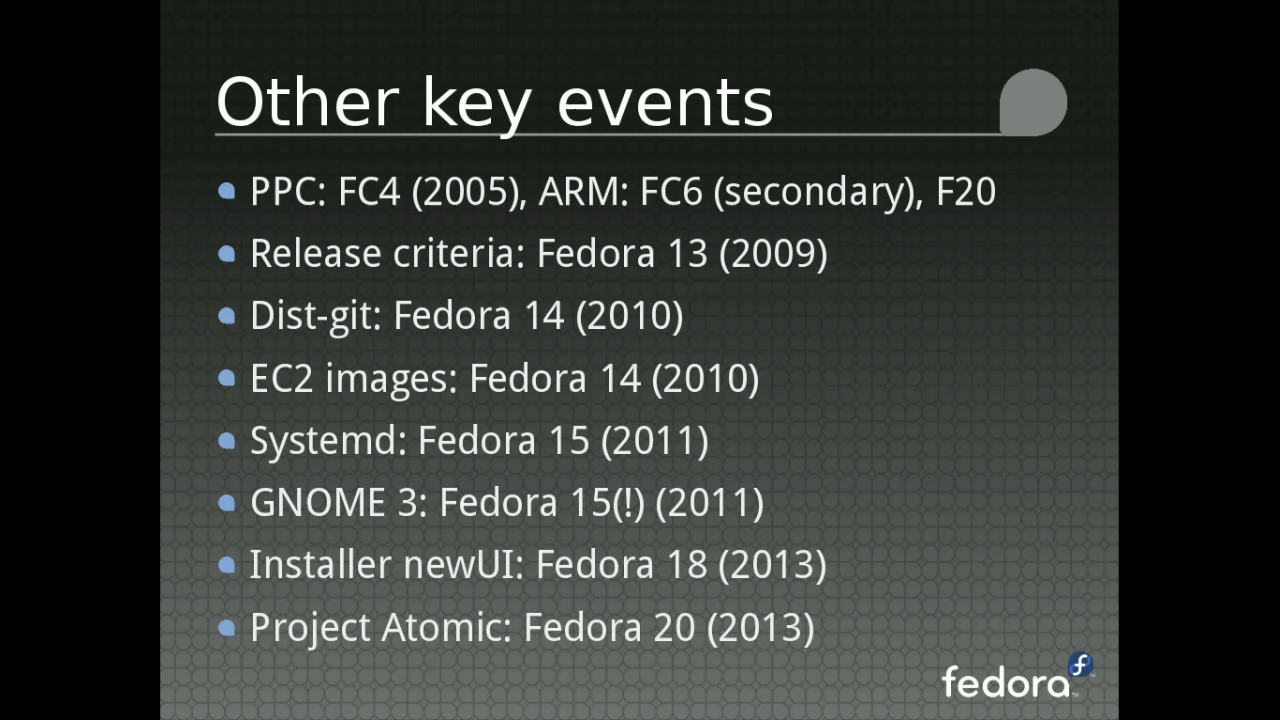 Other key events
PPC: FC4 (2005), ARM: FC6 (secondary), F20
Release criteria: Fedora 13 (2009)
Dist-git: Fedora 14 (2010)
EC2 images: Fedora 14 (2010)
Systemd: Fedora 15 (2011)
GNOME 3: Fedora 15(!) (2011)
Installer newUI: Fedora 18 (2013)
Project Atomic: Fedora 20 (2013)
fedora